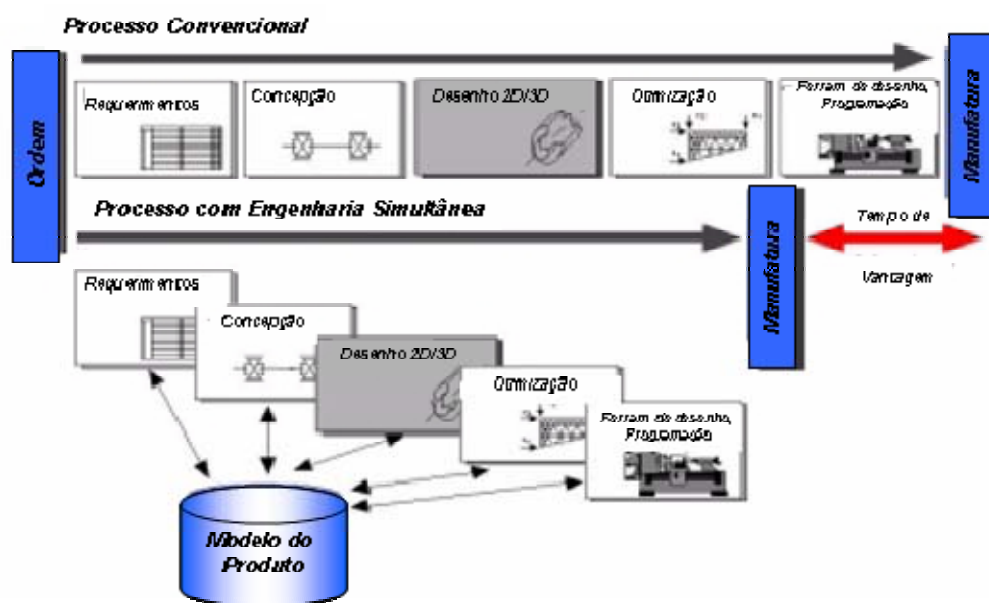 Processo Convencional
Ordem
Requerimentos
Concepção
Desenho 2D/3D
Otimização
Ferram de desenho,
Programação
Manufatura
Processo com Engenharia Simultânea
Manufatura
Tempo de
Vantagem
Requerimentos
Concepção
Desenho 2D/3D
Otimização
Ferram de desenho,
Programação
Modelo do
Produto